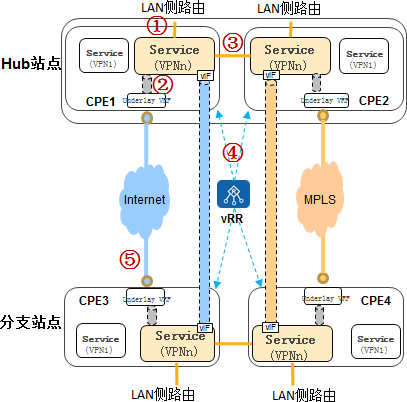 LAN侧路由
LAN侧路由
①
③
Hub站点
Service
(VPN1)
Service
(VPNn)
VIF
Service
(VPNn)
VIF
Service
(VPN1)
②
CPE1
Underlay VRF
Underlay VRF
CPE2
④
Internet
vRR
MPLS
⑤
CPE3
Underlay VRF
Underlay VRF
CPE4
分支站点
Service
(VPN1)
VIF
Service
(VPNn)
VIF
Service
(VPNn)
Service
(VPN1)
LAN侧路由
LAN侧路由